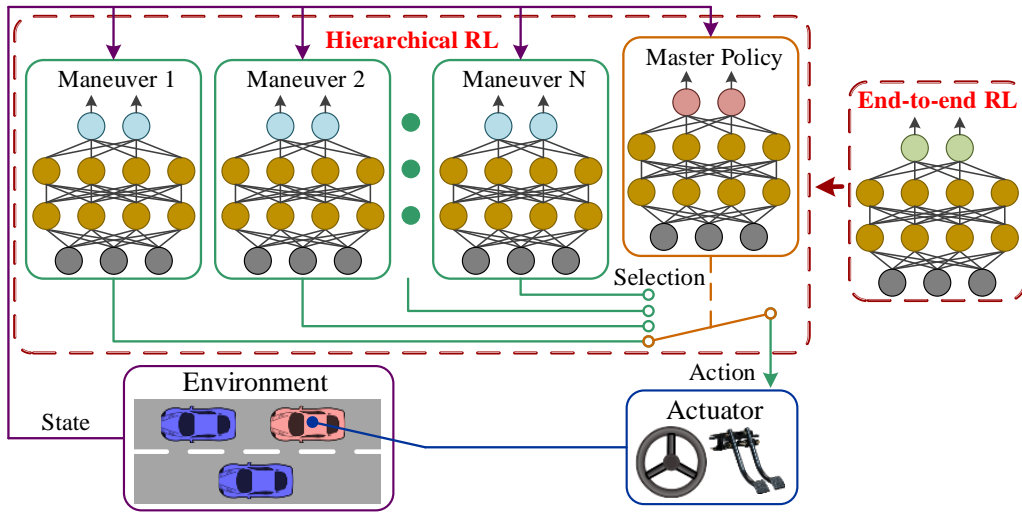 Hierarchical RL
Maneuver 1
Maneuver 2
Maneuver N
Master Policy
End-to-end RL
Selection
Environment
Action
State
Actuator